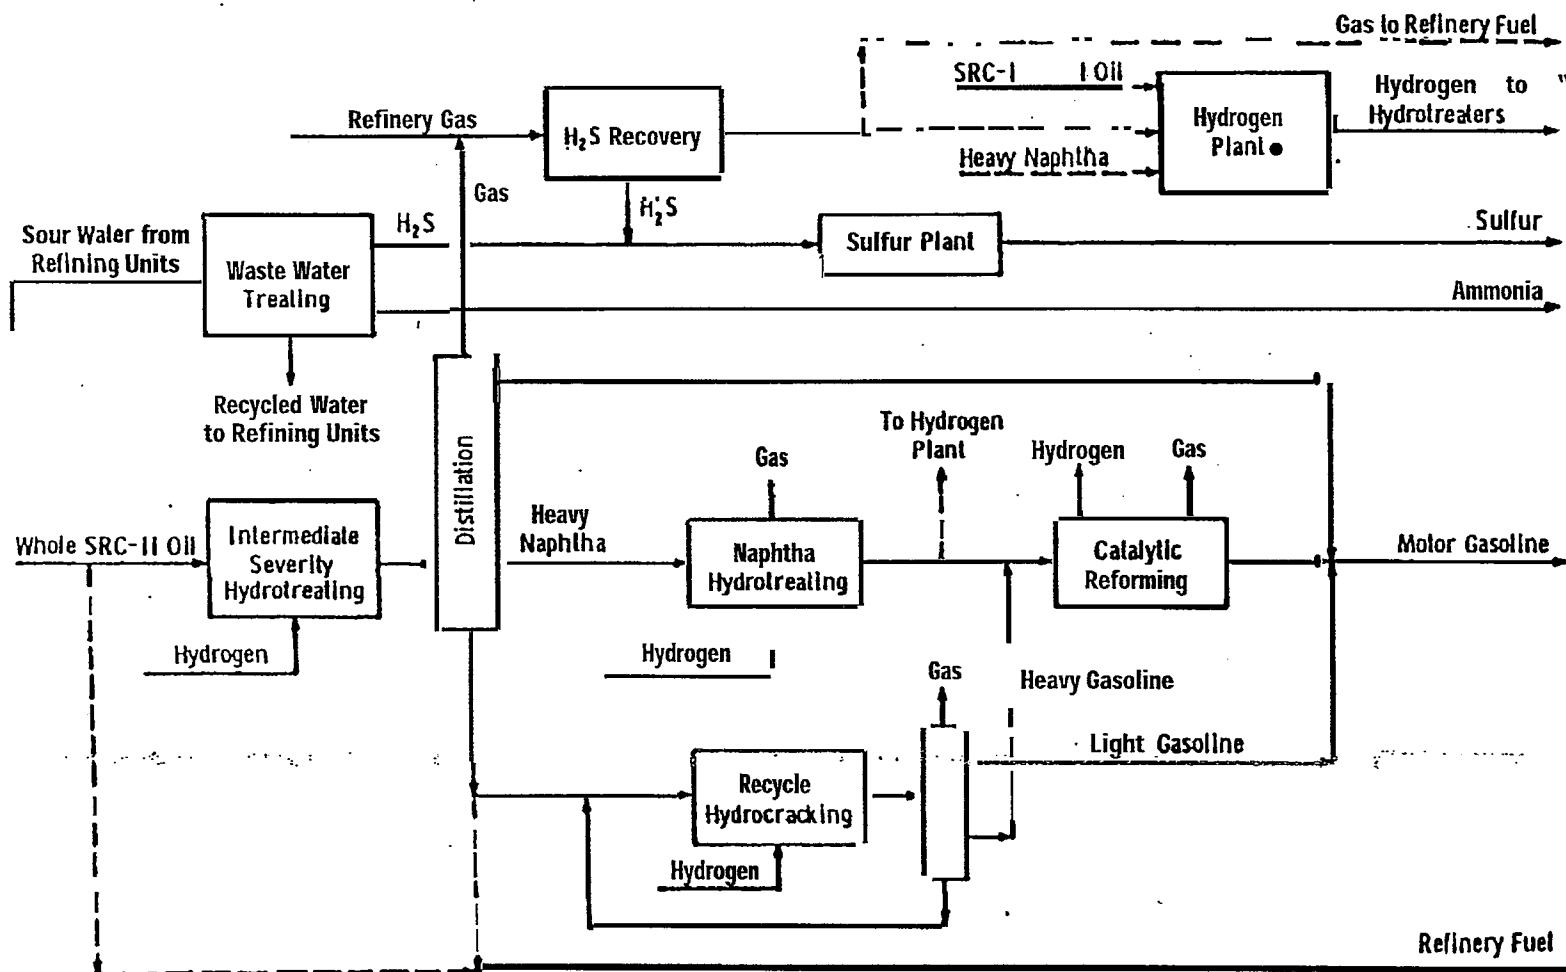 Gas to Refinery Fuel
SRC-I I Oil
Hydrogen to
Hydrotreaters
Refinery Gas
H₂S Recovery
Hydrogen
Plant
Heavy Naphtha
Gas
H₂S
H₂S
Sour Water from
Refining Units
Waste Water
Treating
Sulfur Plant
Sulfur
Ammonia
Recycled Water
to Refining Units
Distillation
To Hydrogen
Plant
Gas
Hydrogen
Gas
Whole SRC-II Oil
Intermediate
Severity
Hydrotreating
Heavy
Naphtha
Naphtha
Hydrotreating
Catalytic
Reforming
Motor Gasoline
Hydrogen
Hydrogen
Gas
Heavy Gasoline
Light Gasoline
Recycle
Hydrocracking
Hydrogen
Refinery Fuel